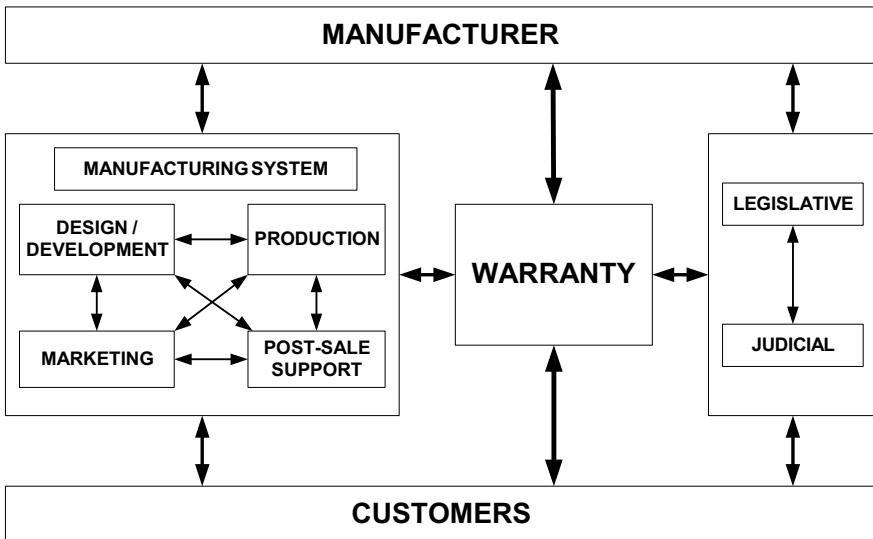 MANUFACTURER
MANUFACTURING SYSTEM
DESIGN /
DEVELOPMENT
PRODUCTION
MARKETING
POST-SALE
SUPPORT
WARRANTY
LEGISLATIVE
JUDICIAL
CUSTOMERS